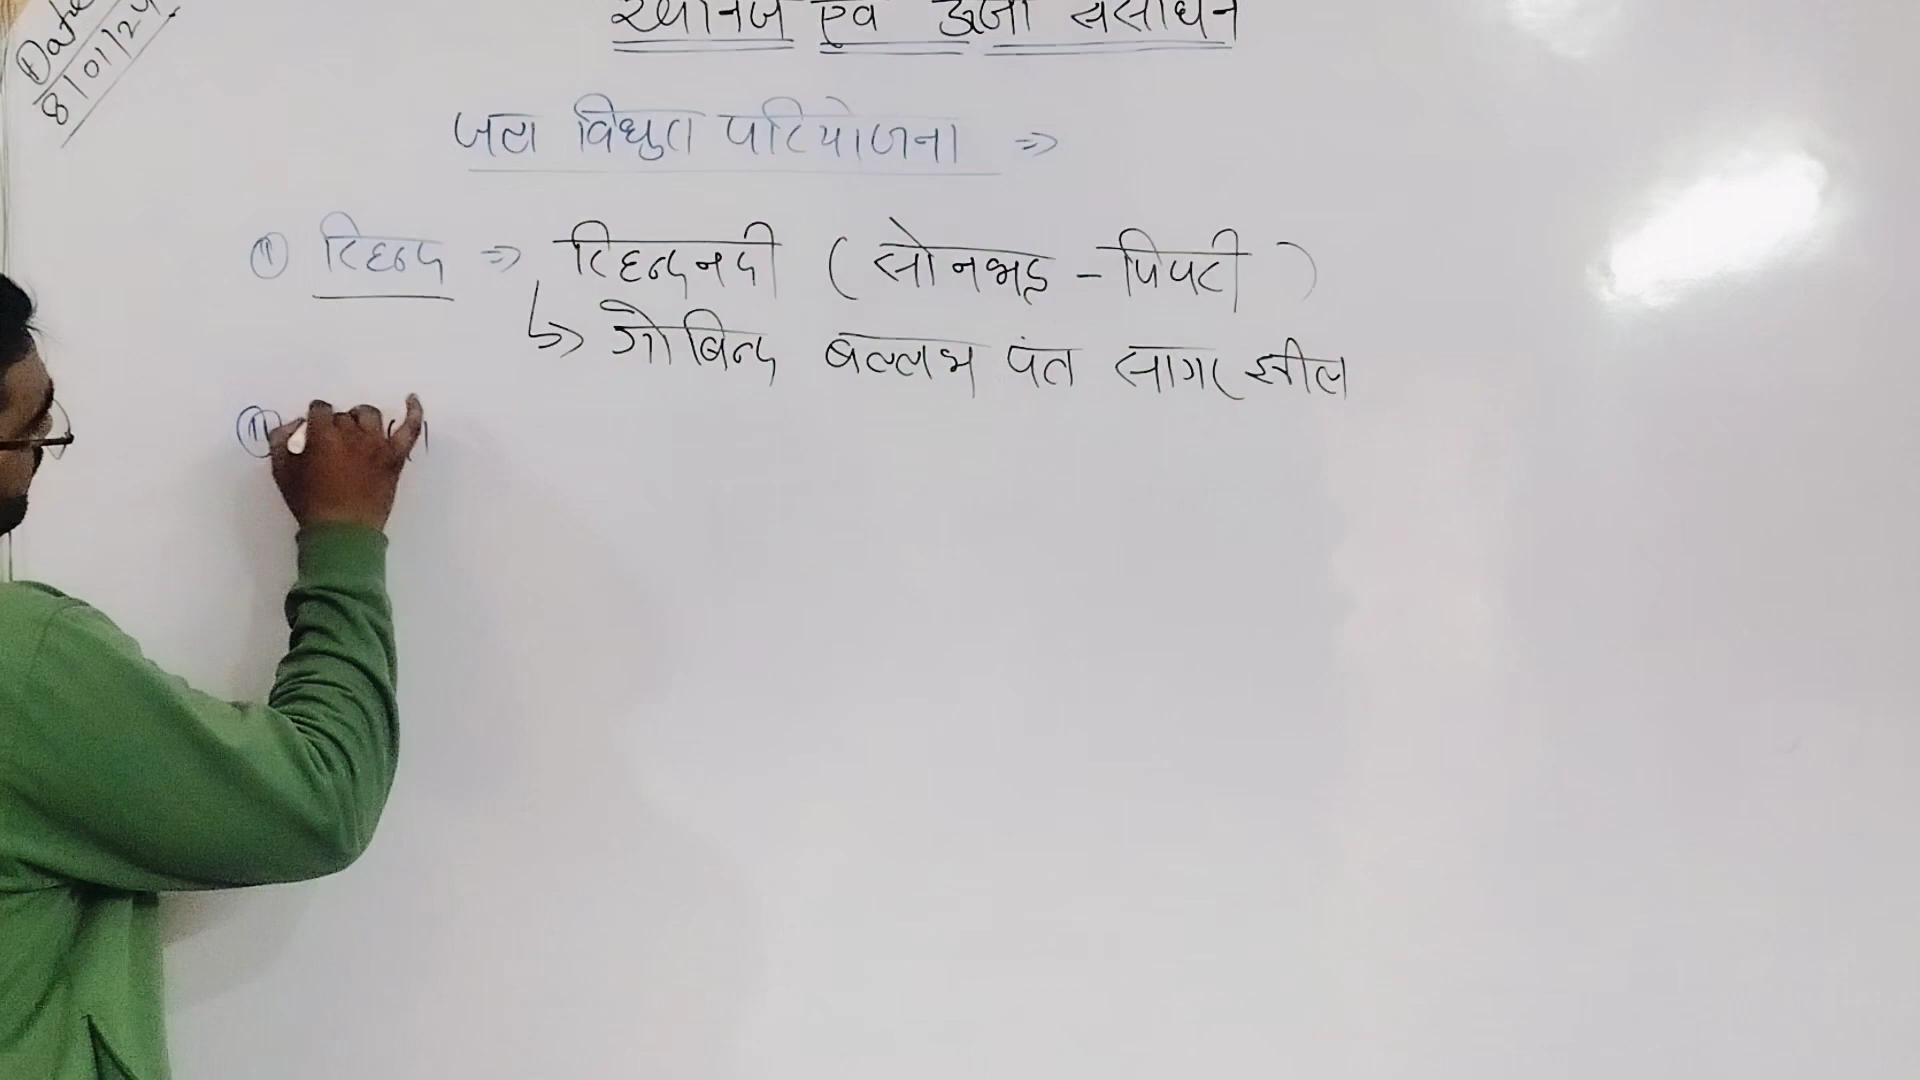 Date
8/01/24
खनिज एवं ऊर्जा संसाधन
जल विधुत परियोजना ⇒
① रिहन्द ⇒ रिहन्द नदी ( सोनभद्र - पिपरी )
↳> गोबिन्द बल्लभ पंत सागर झील